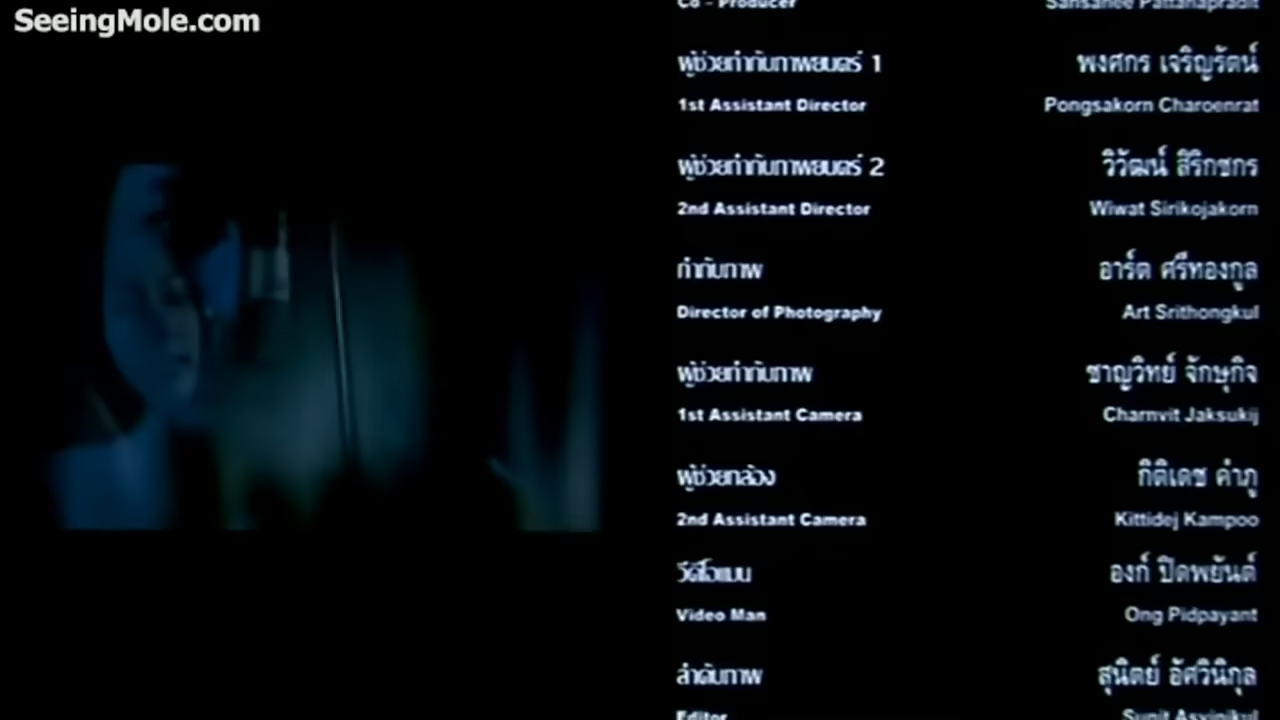 SeeingMole.com
Co - Producer Sansanee Pattanapradit
ผู้ช่วยกำกับภาพยนตร์ 1 พงศกร เจริญรัตน์
1st Assistant Director Pongsakorn Charoenrat
ผู้ช่วยกำกับภาพยนตร์ 2 วิวัฒน์ สิริกชกร
2nd Assistant Director Wiwat Sirikojakorn
กำกับภาพ อาร์ต ศรีทองกูล
Director of Photography Art Srithongkul
ผู้ช่วยกำกับภาพ ชาญวิทย์ จักษุกิจ
1st Assistant Camera Charnvit Jaksukij
ผู้ช่วยกล้อง กิติเดช คำภู
2nd Assistant Camera Kittidej Kampoo
วีดีโอแมน องก์ ปิดพยันต์
Video Man Ong Pidpayant
ลำดับภาพ สุนิตย์ อัศวินิกุล
Editor Sunit Asvinikul